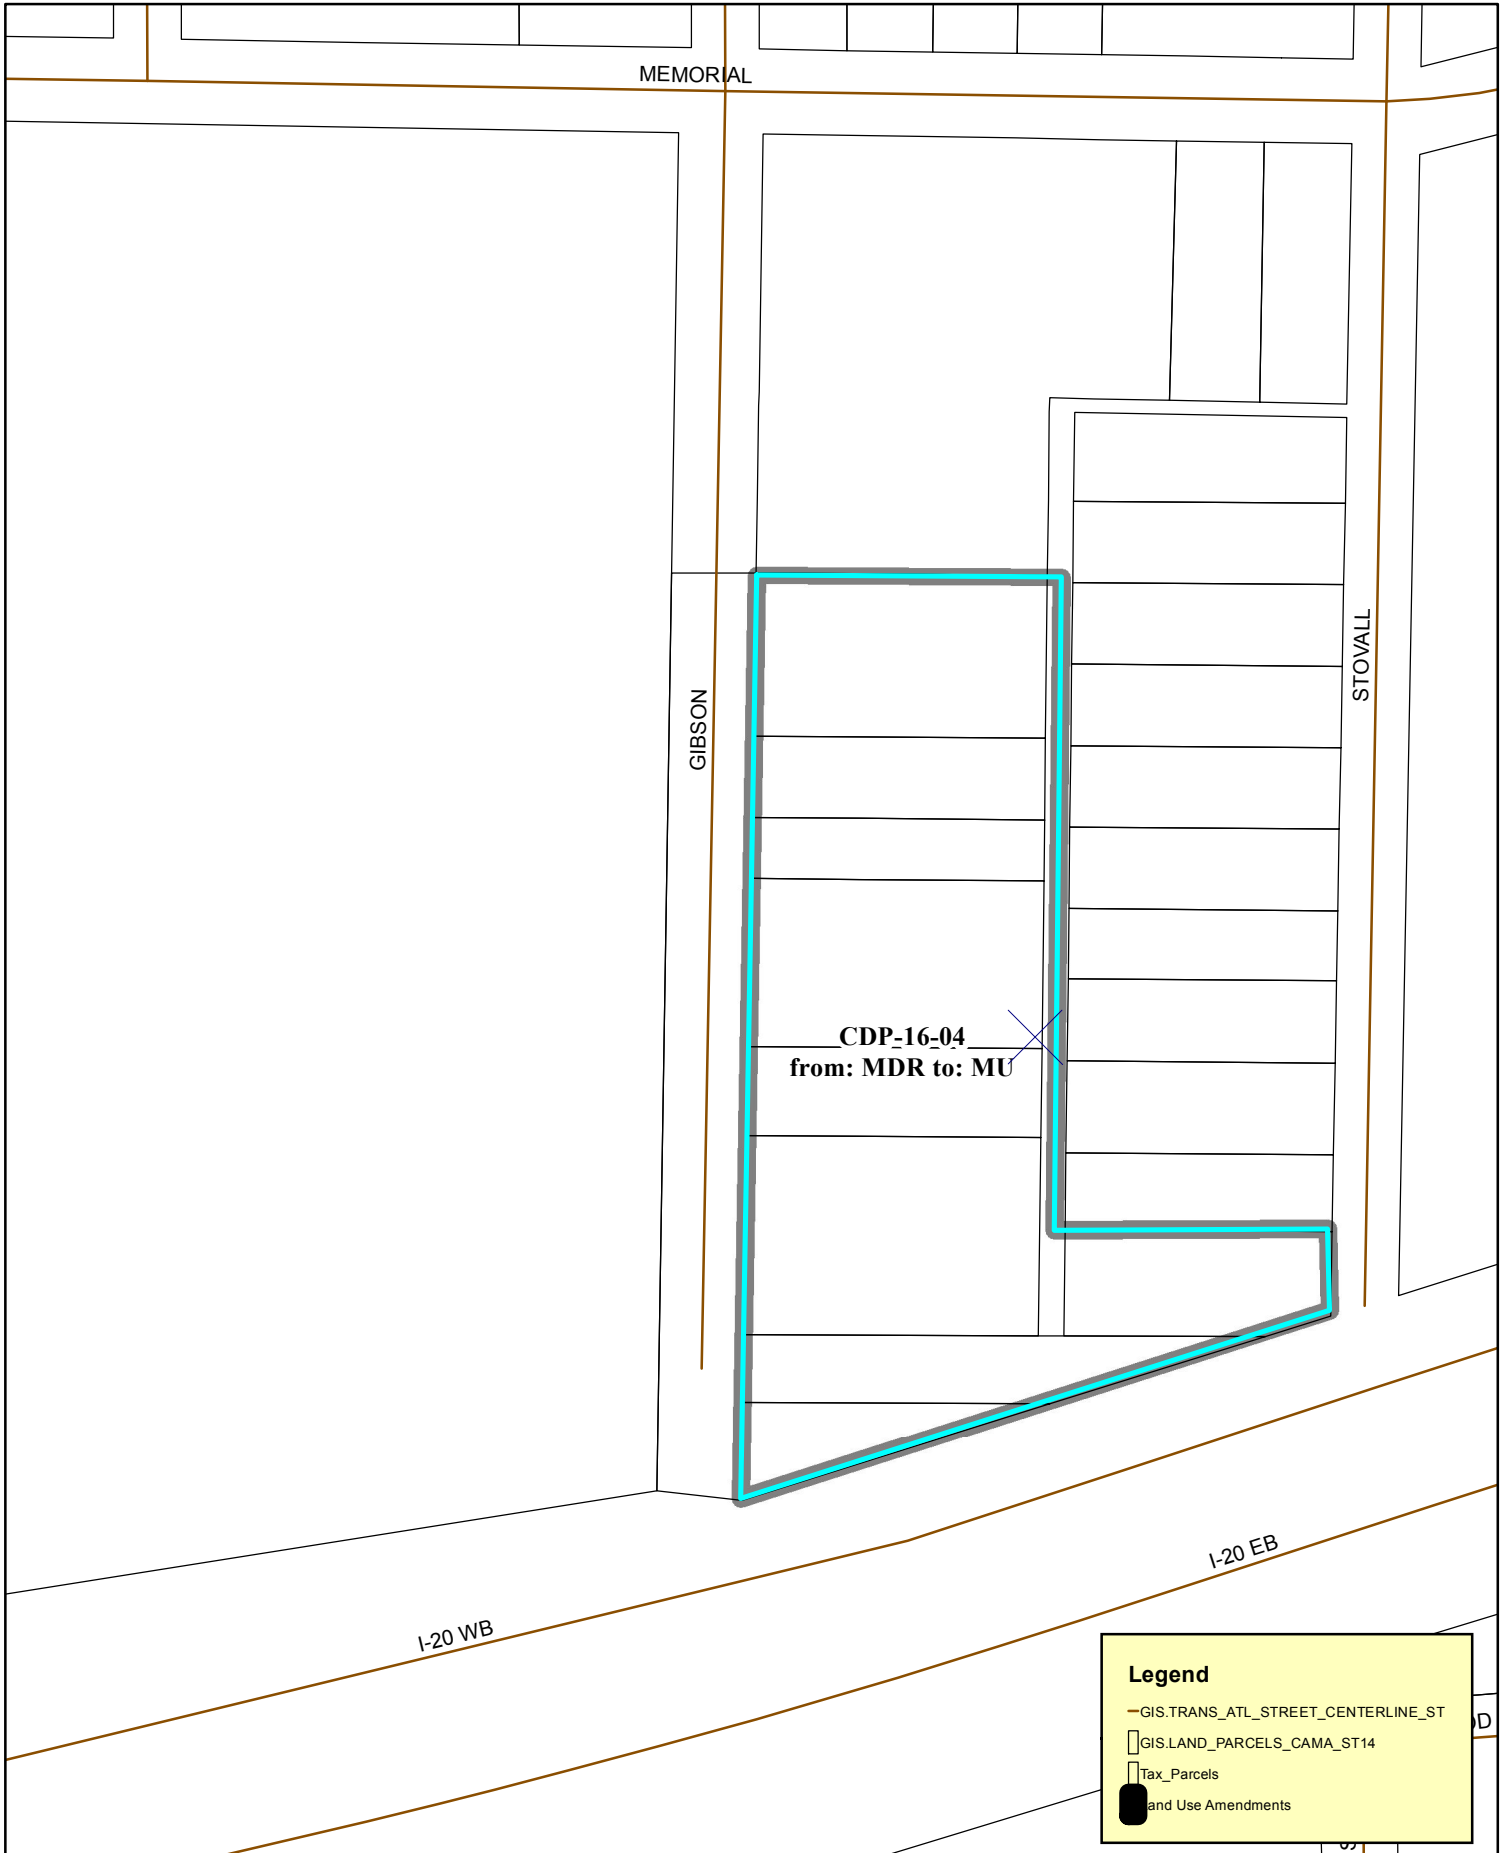 MEMORIAL
GIBSON
STOVALL
CDP-16-04
from: MDR to: MU
I-20 EB
I-20 WB
Legend
GIS.TRANS_ATL_STREET_CENTERLINE_ST
GIS.LAND_PARCELS_CAMA_ST14
Tax_Parcels
and Use Amendments